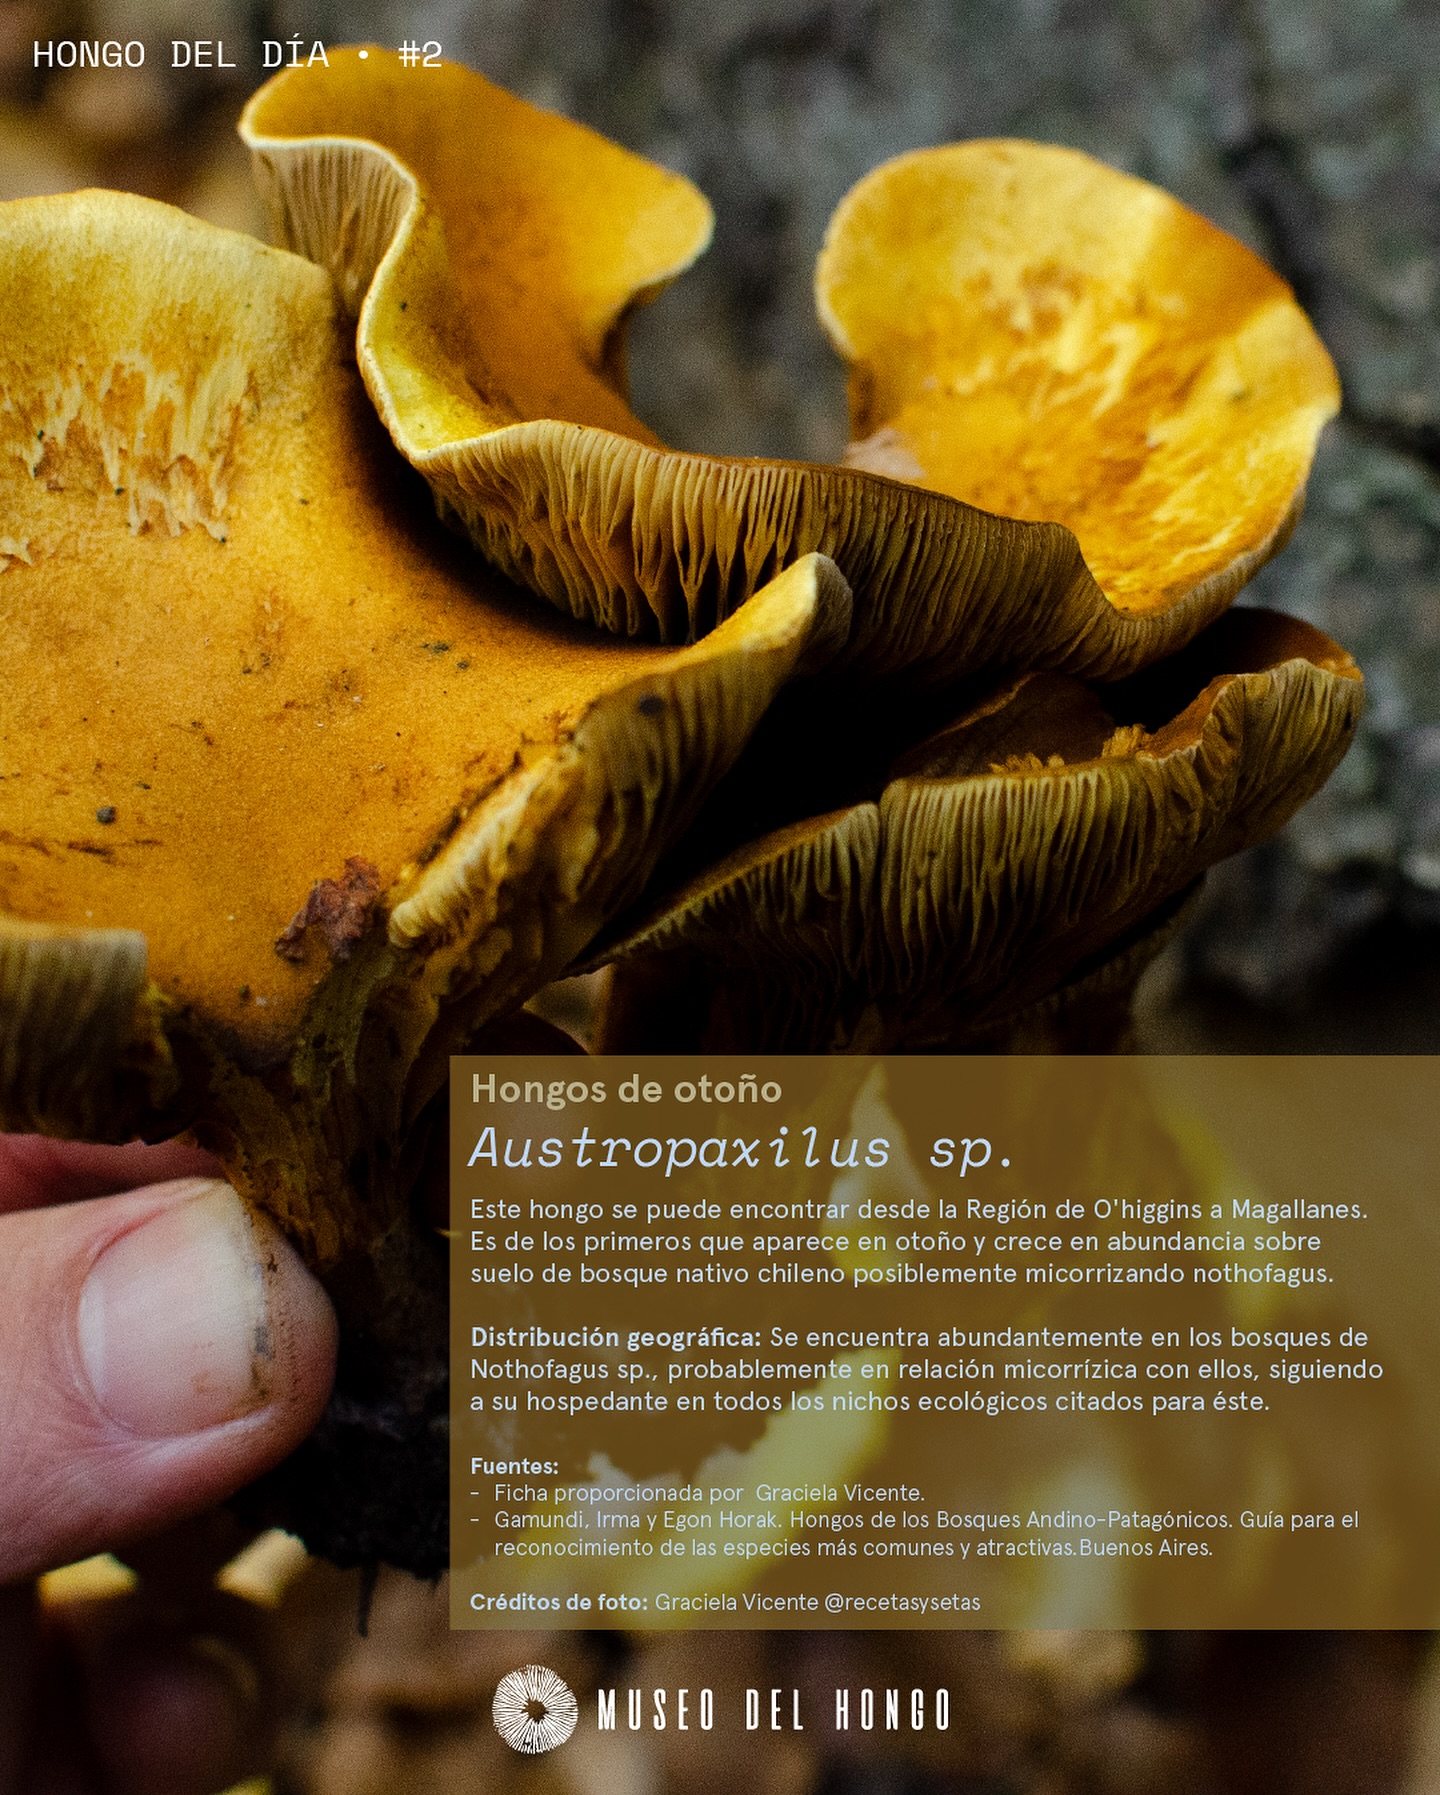 HONGO DEL DÍA • #2
Hongos de otoño
Austropaxilus sp.
Este hongo se puede encontrar desde la Región de O'higgins a Magallanes.
Es de los primeros que aparece en otoño y crece en abundancia sobre
suelo de bosque nativo chileno posiblemente micorrizando nothofagus.
Distribución geográfica: Se encuentra abundantemente en los bosques de
Nothofagus sp., probablemente en relación micorrízica con ellos, siguiendo
a su hospedante en todos los nichos ecológicos citados para éste.
Fuentes:
- Ficha proporcionada por Graciela Vicente.
- Gamundi, Irma y Egon Horak. Hongos de los Bosques Andino-Patagónicos. Guía para el
reconocimiento de las especies más comunes y atractivas.Buenos Aires.
Créditos de foto: Graciela Vicente @recetasysetas
MUSEO DEL HONGO